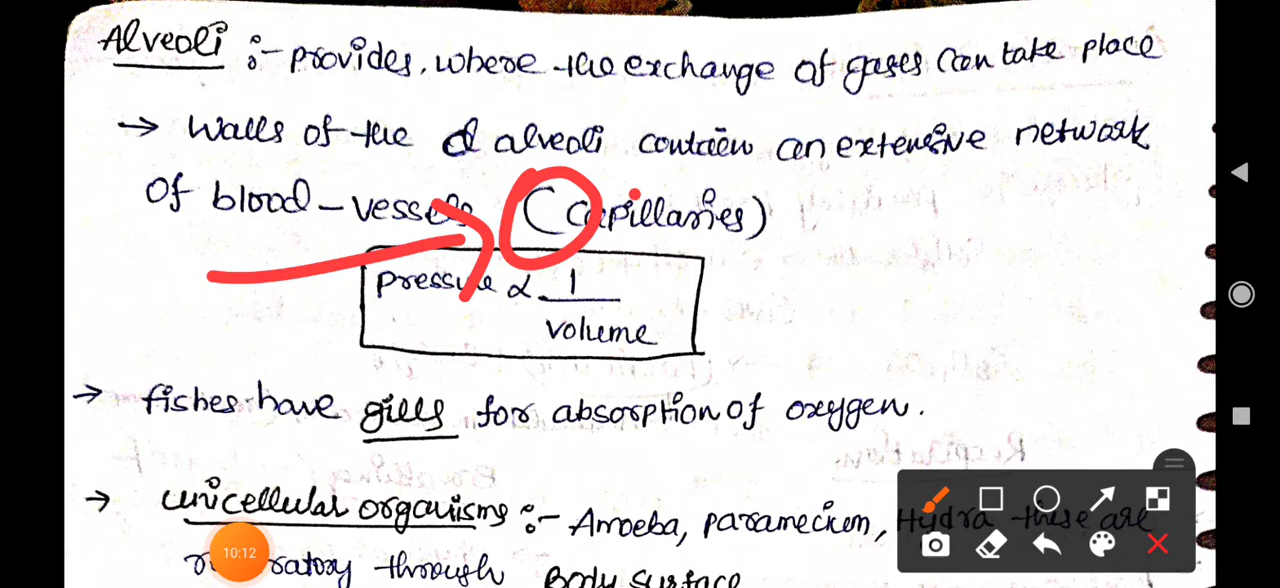 Alveoli :- provides, where the exchange of gases can take place
→ walls of the alveoli contain an extensive network
of blood-vessels (capillaries)
pressure ∝ 1
volume
→ fishes have gills for absorption of oxygen.
→ unicellular organisms :- Amoeba, paramecium, Hydra these are
through Body surface
10:12